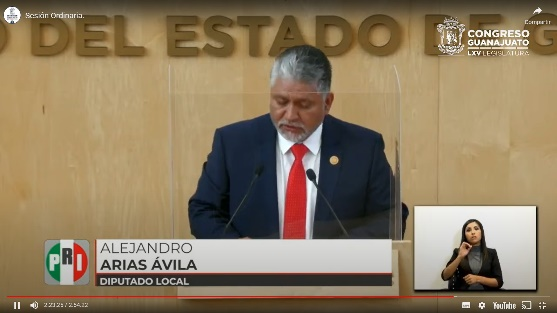 Sesión Ordinaria.
Compartir
DEL ESTADO DE G
CONGRESO
GUANAJUATO
LXV LEGISLATURA
PRI
ALEJANDRO
ARIAS ÁVILA
DIPUTADO LOCAL
2:23:25 / 2:54:22
YouTube